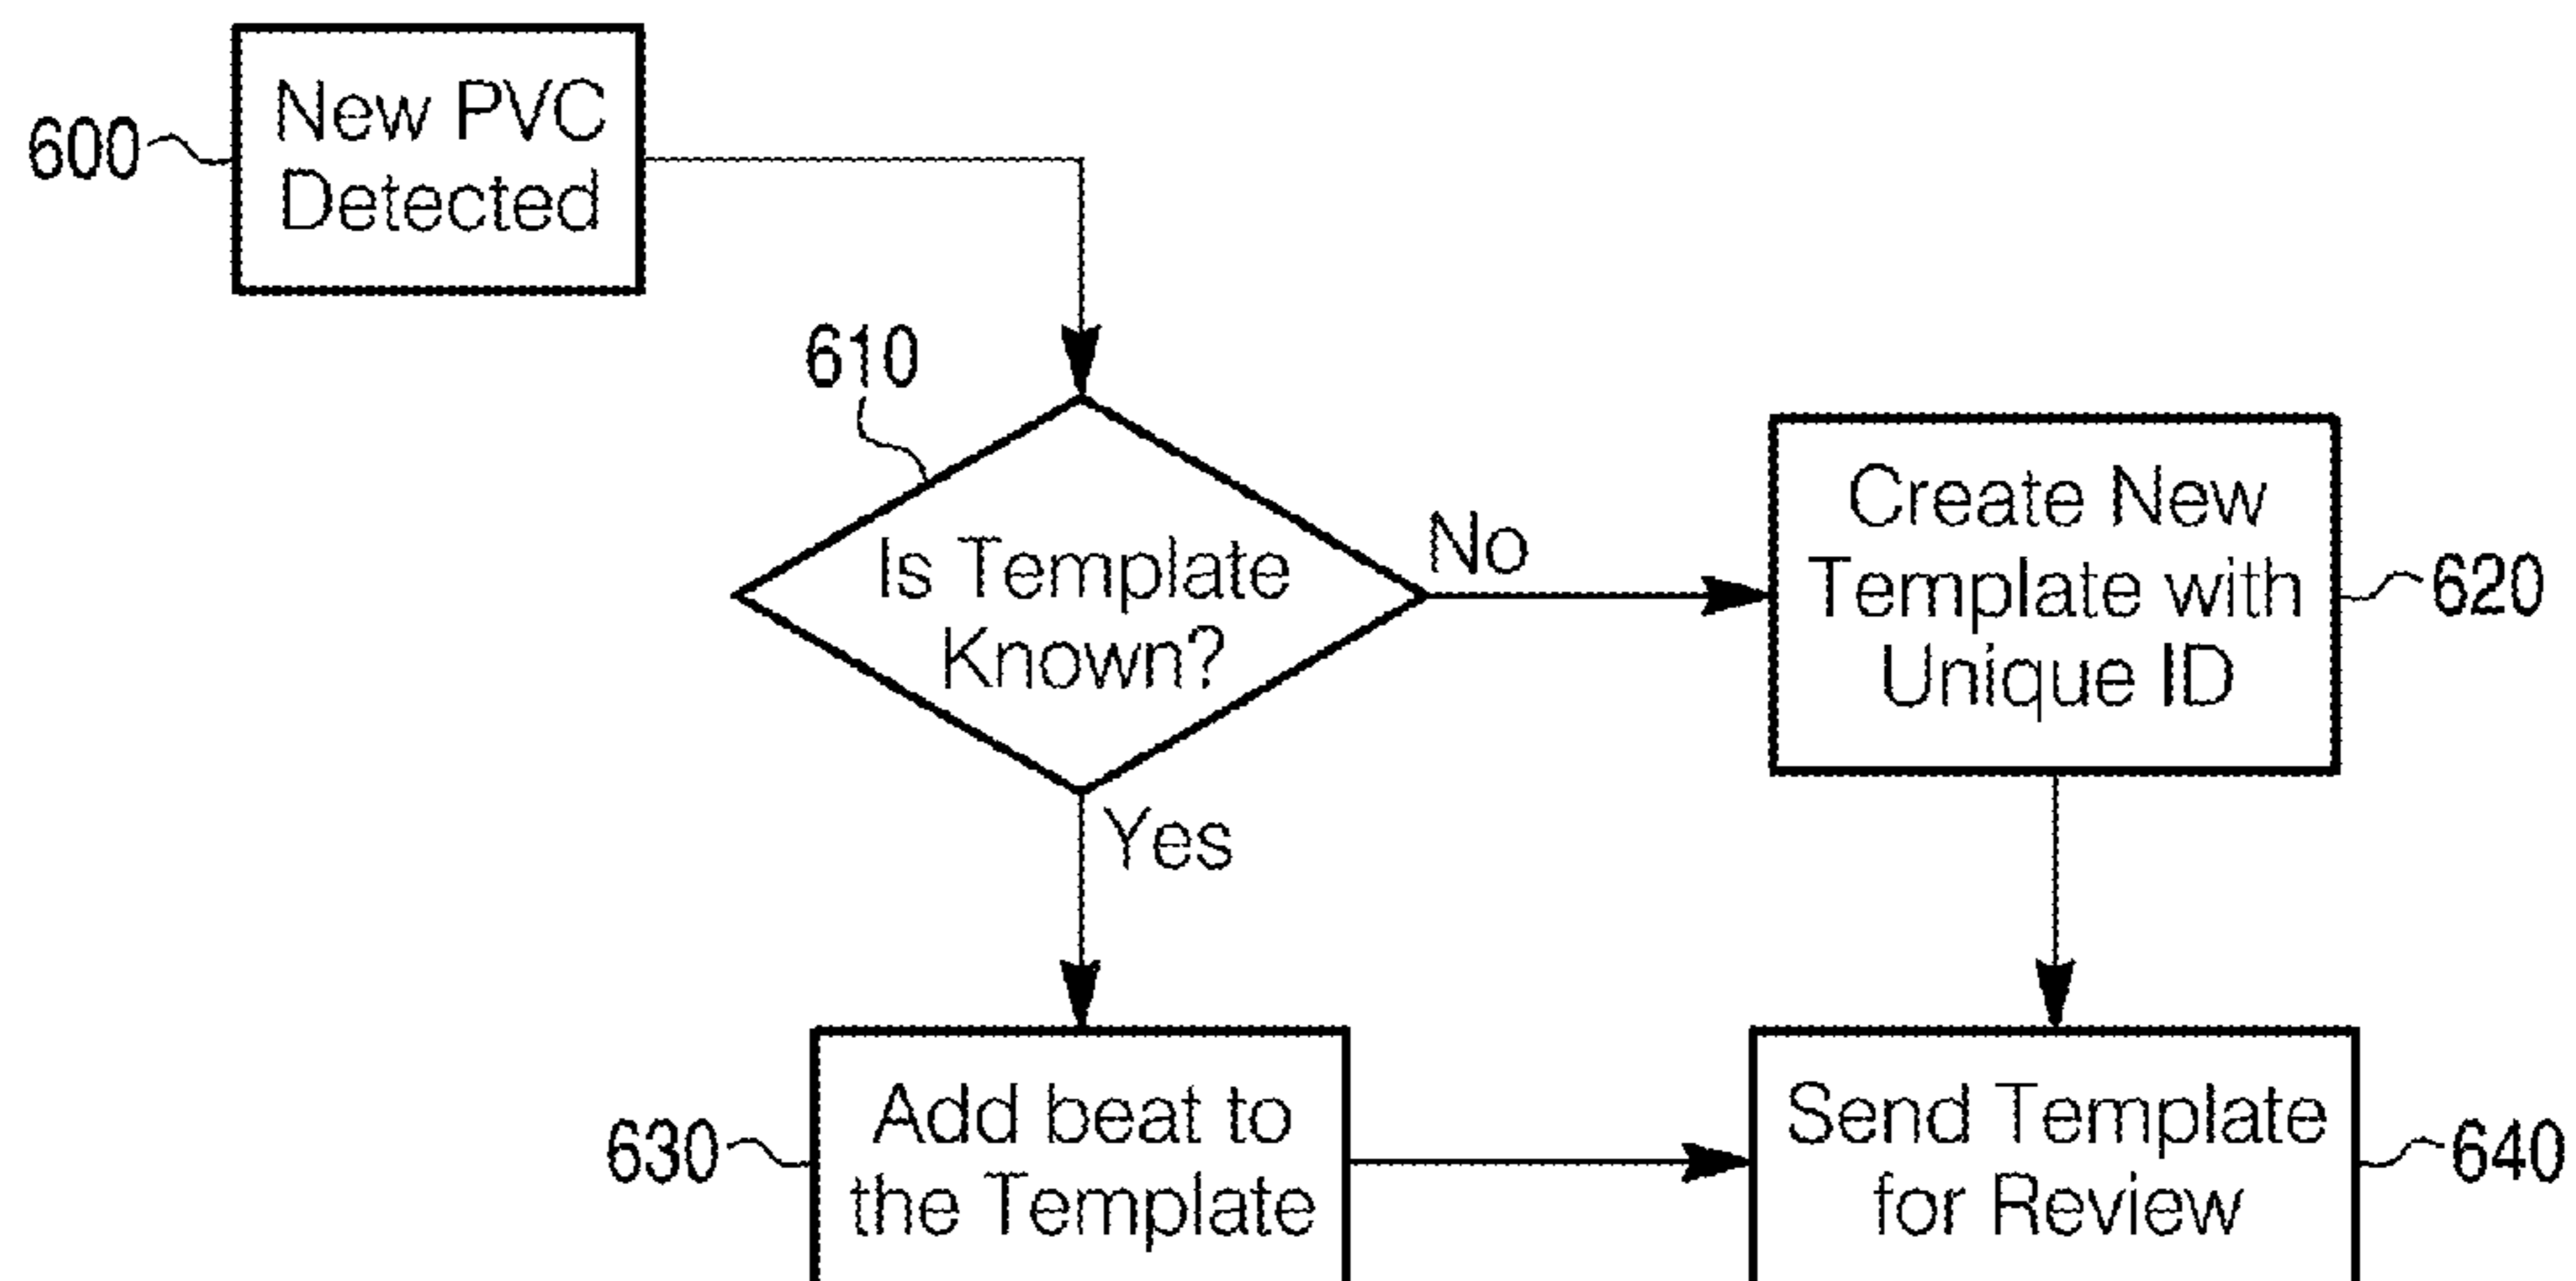 600
New PVC
Detected
610
Is Template
Known?
No
Create New
Template with
Unique ID
620
Yes
630
Add beat to
the Template
Send Template
for Review
640